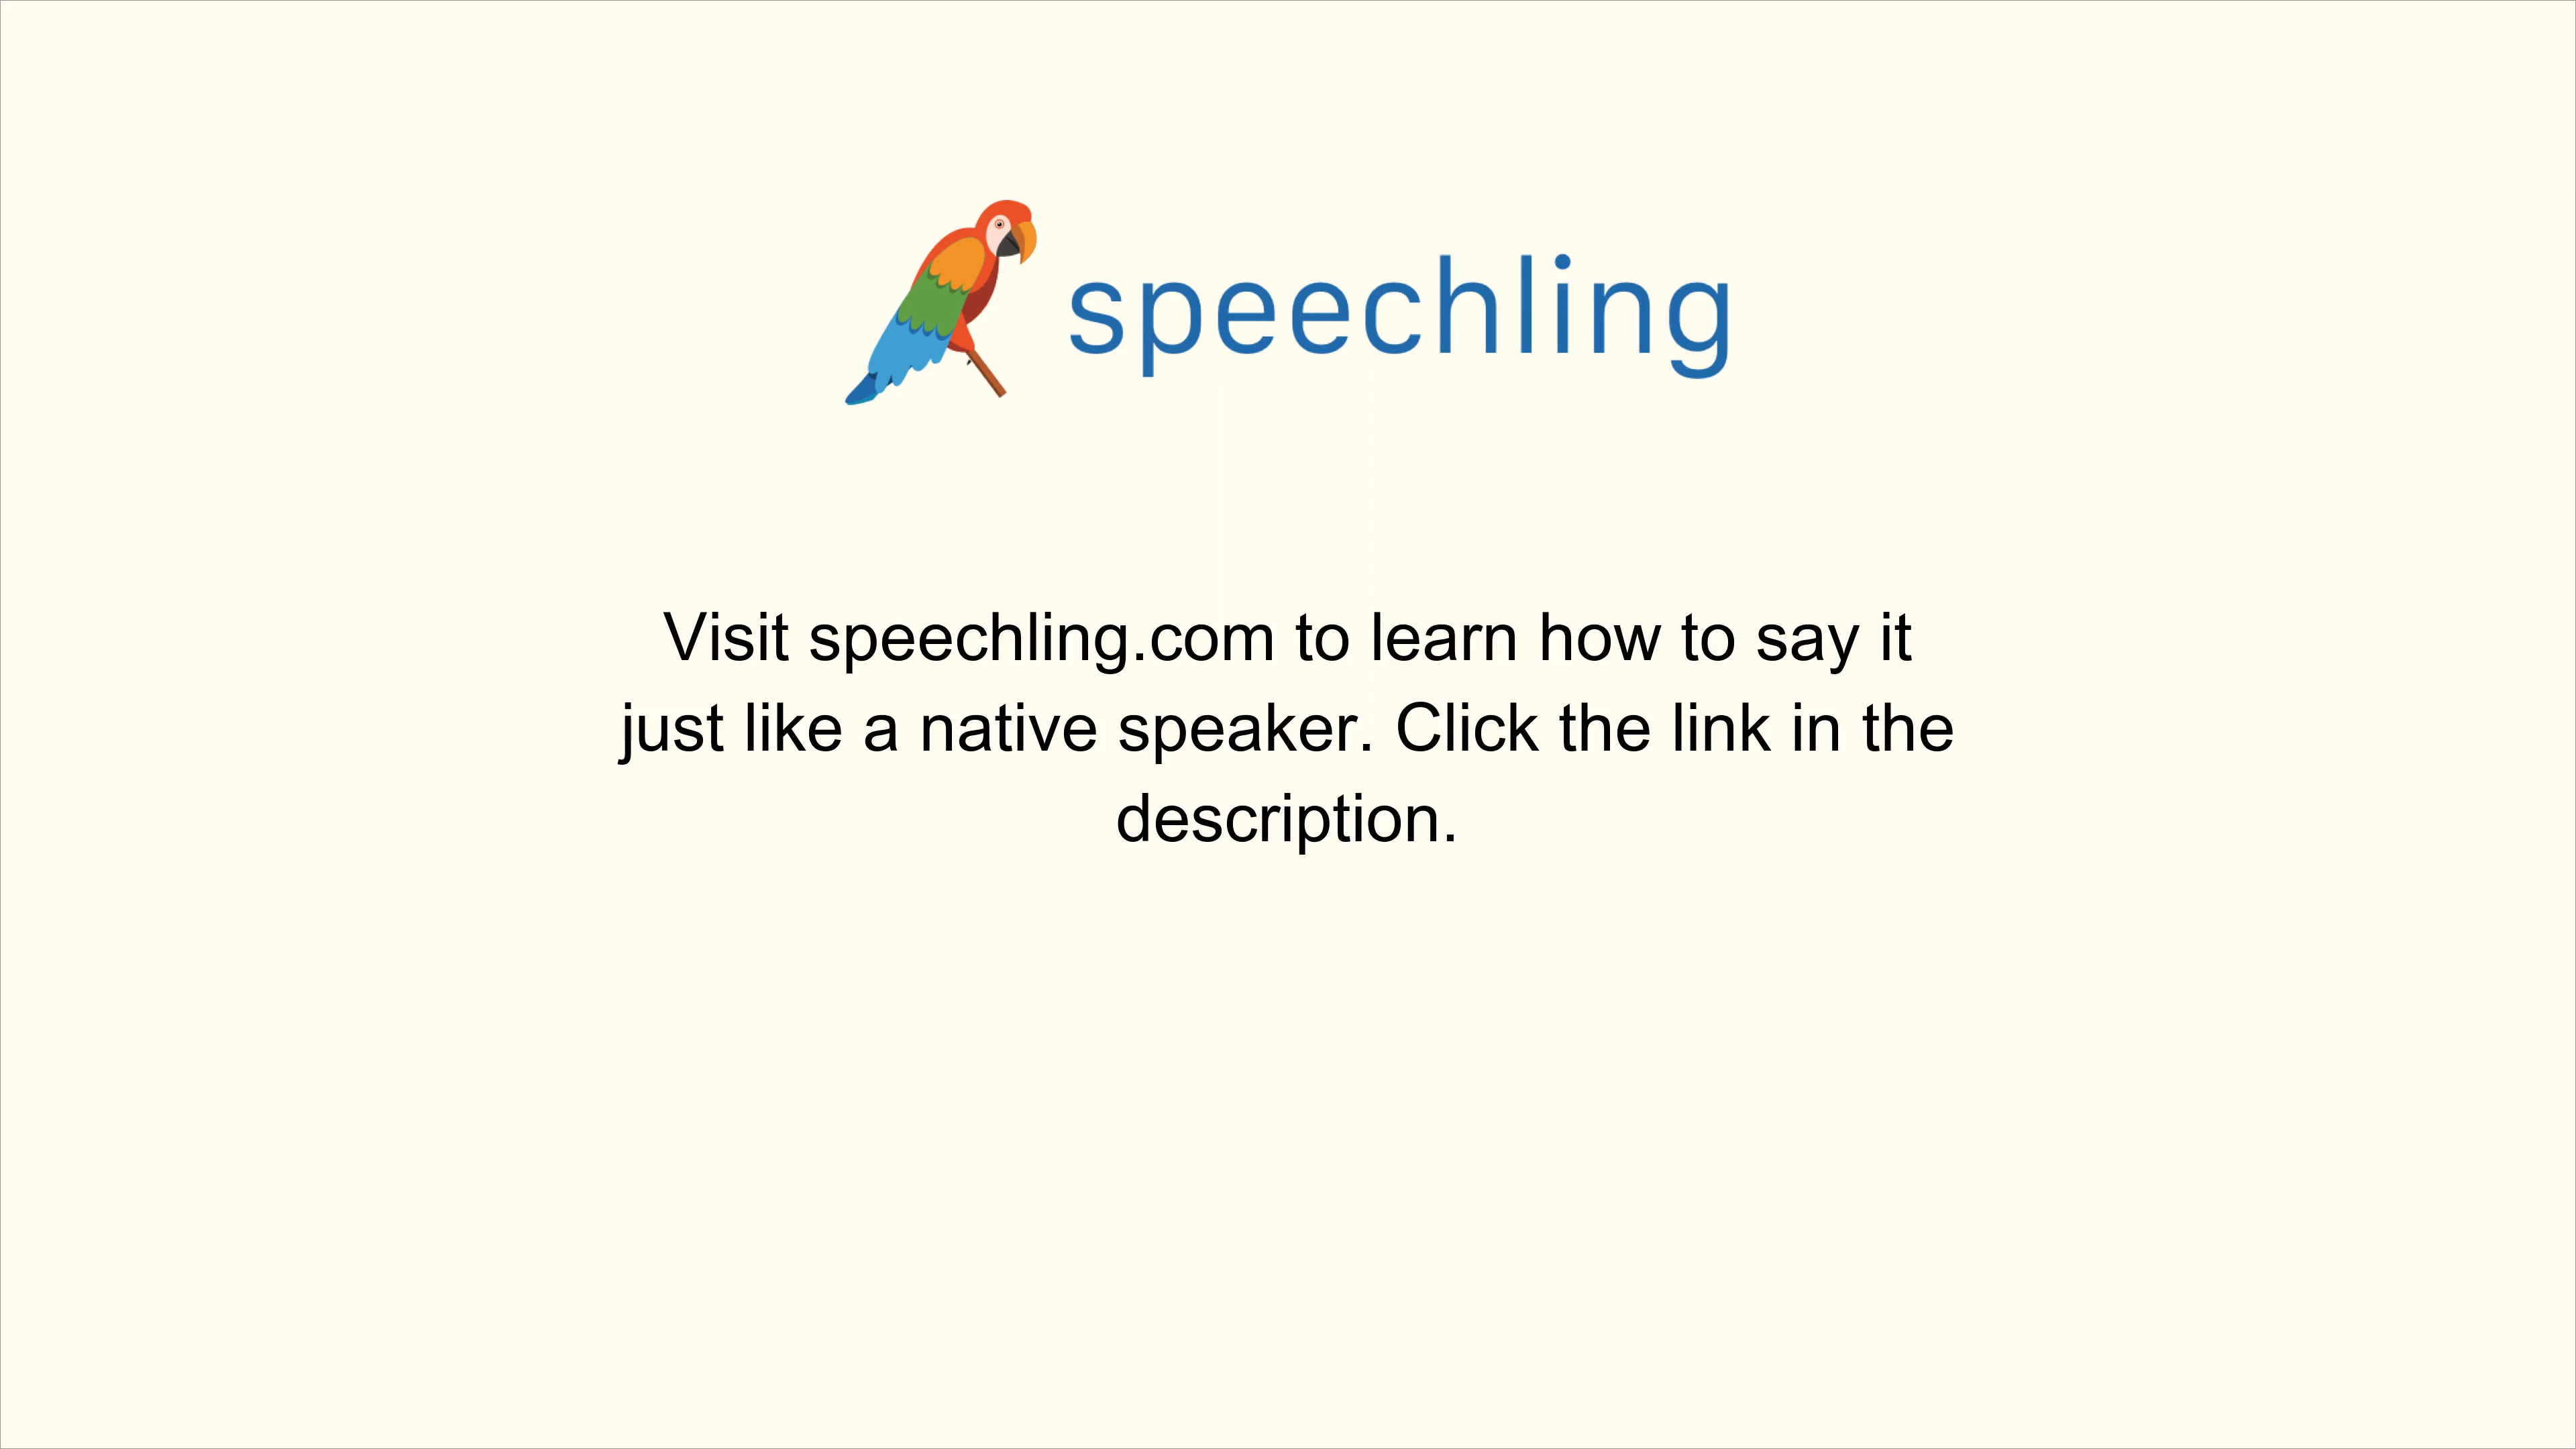 speechling
Visit speechling.com to learn how to say it
just like a native speaker. Click the link in the
description.